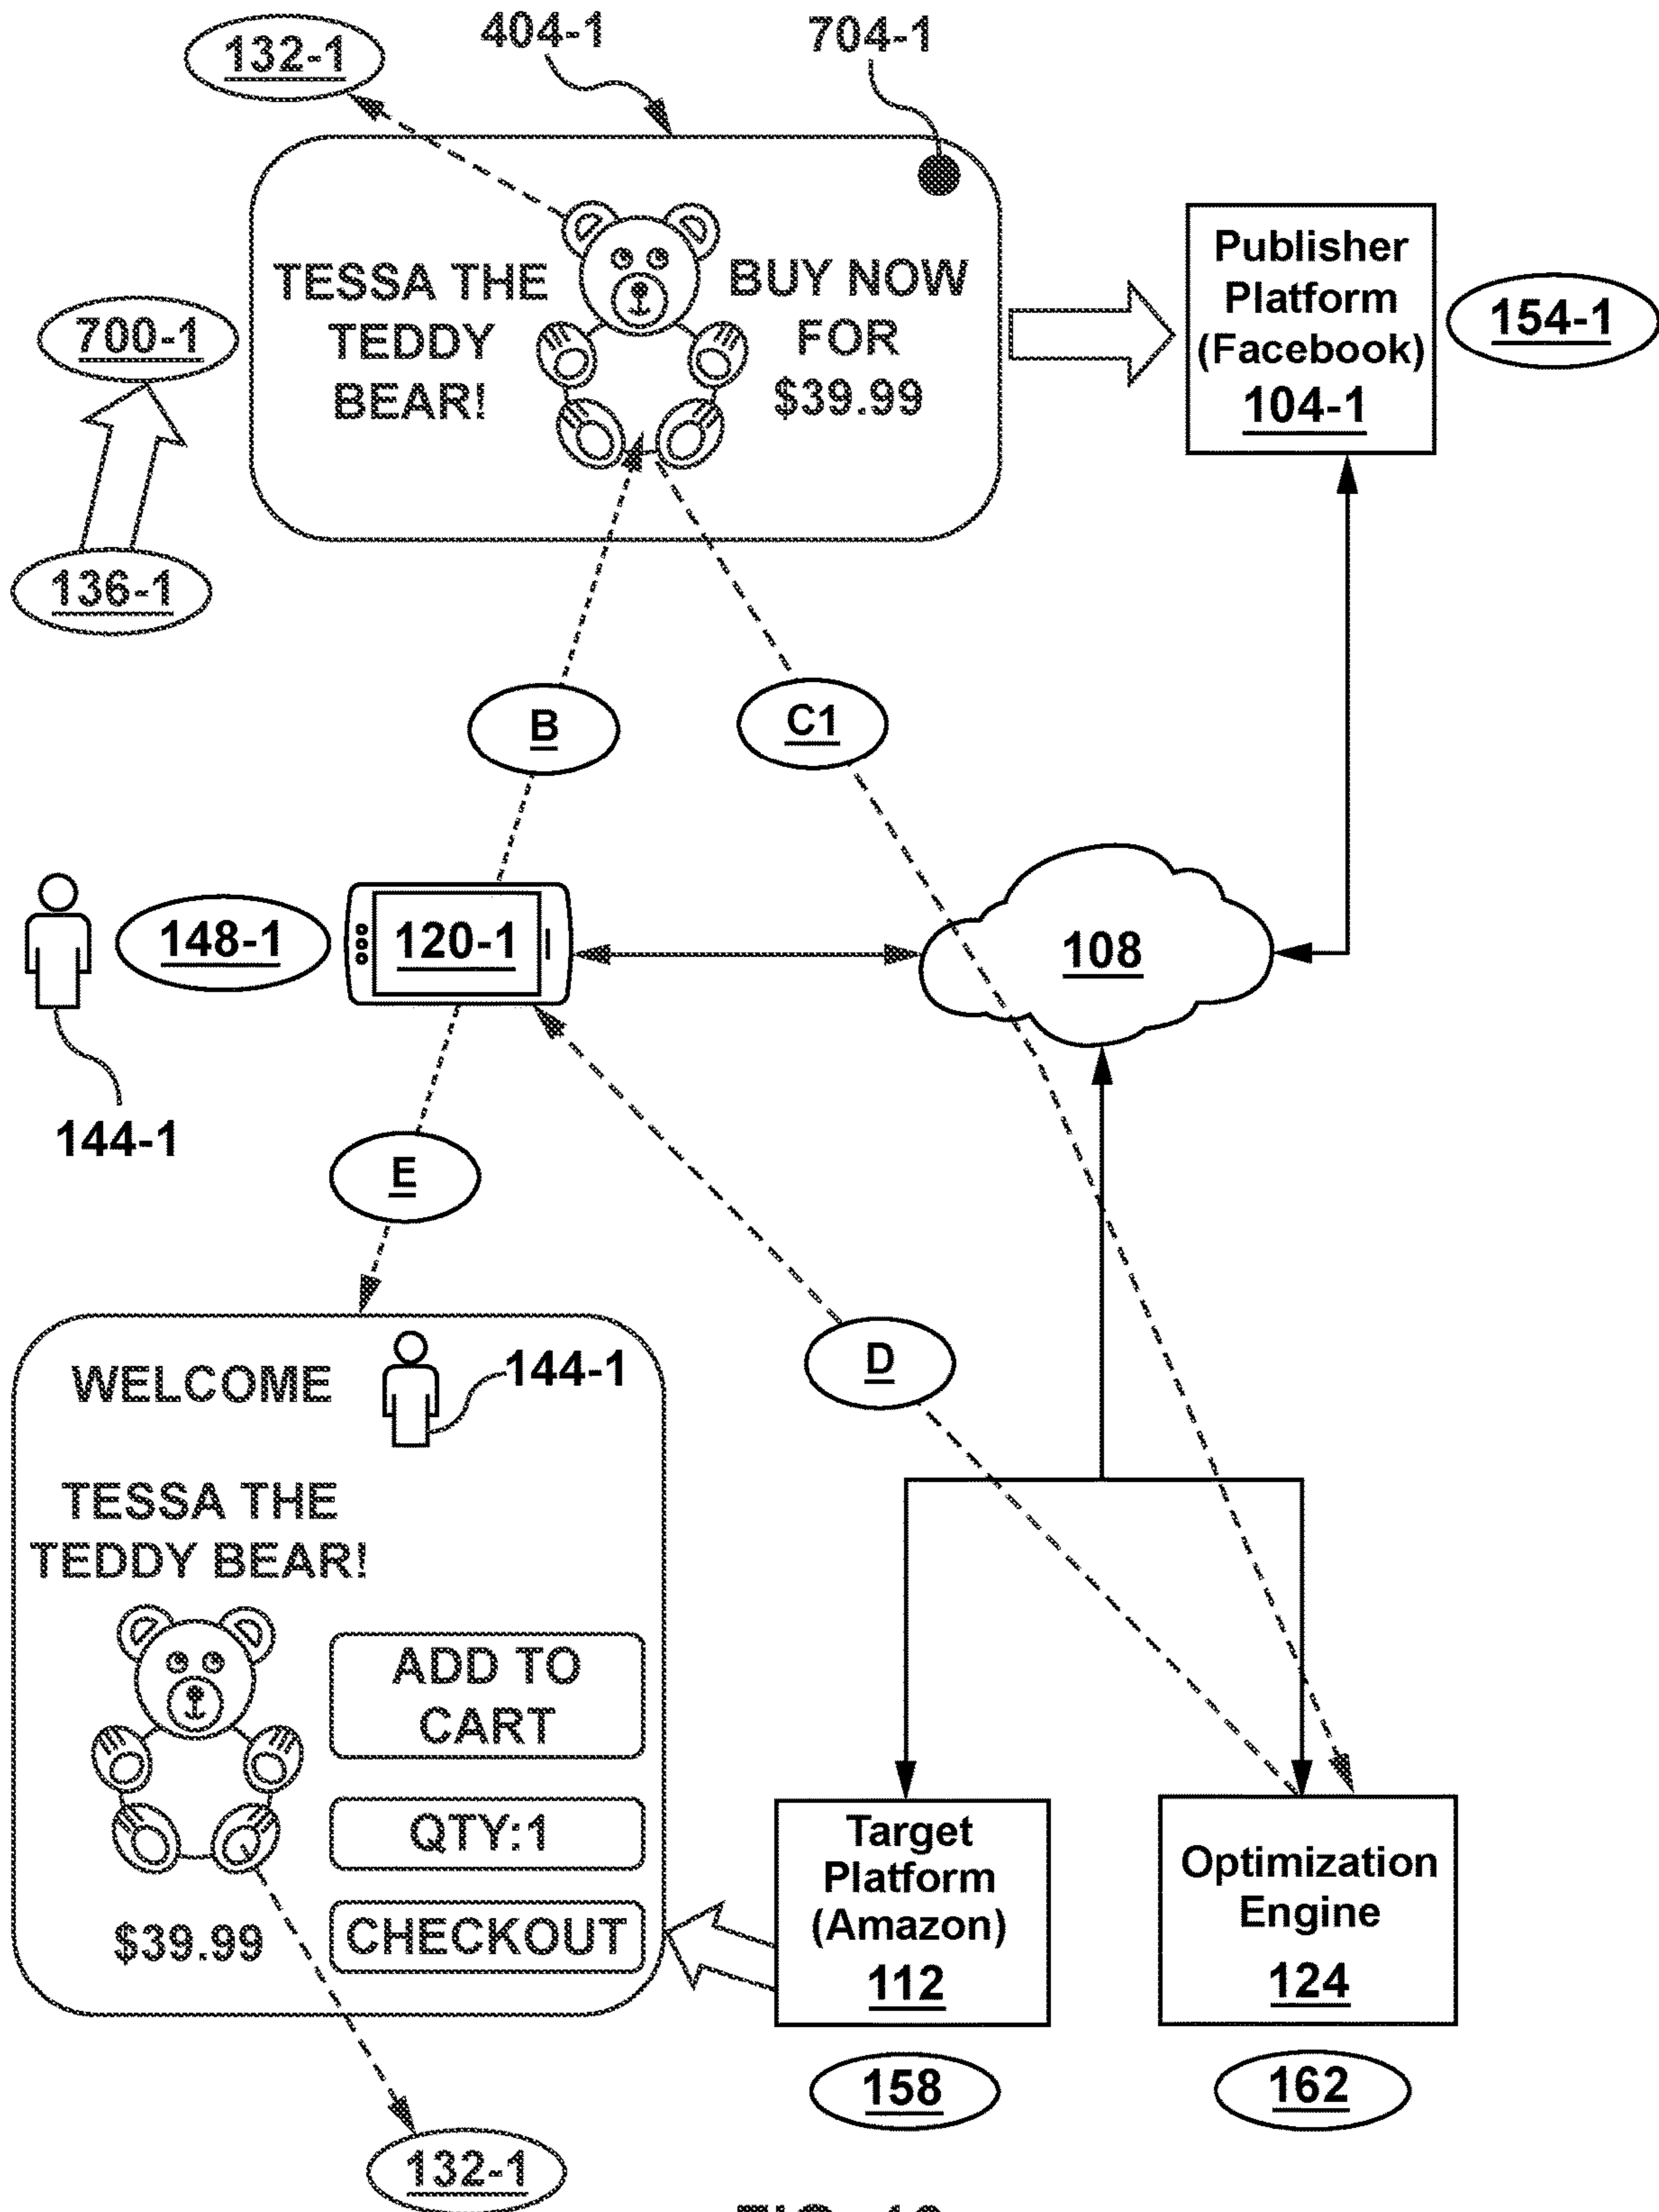 132-1
404-1
704-1
TESSA THE
TEDDY
BEAR!
BUY NOW
FOR
$39.99
Publisher
Platform
(Facebook)
104-1
154-1
700-1
136-1
B
C1
148-1
120-1
108
144-1
E
D
WELCOME
144-1
TESSA THE
TEDDY BEAR!
ADD TO
CART
QTY:1
$39.99
CHECKOUT
Target
Platform
(Amazon)
112
Optimization
Engine
124
158
162
132-1